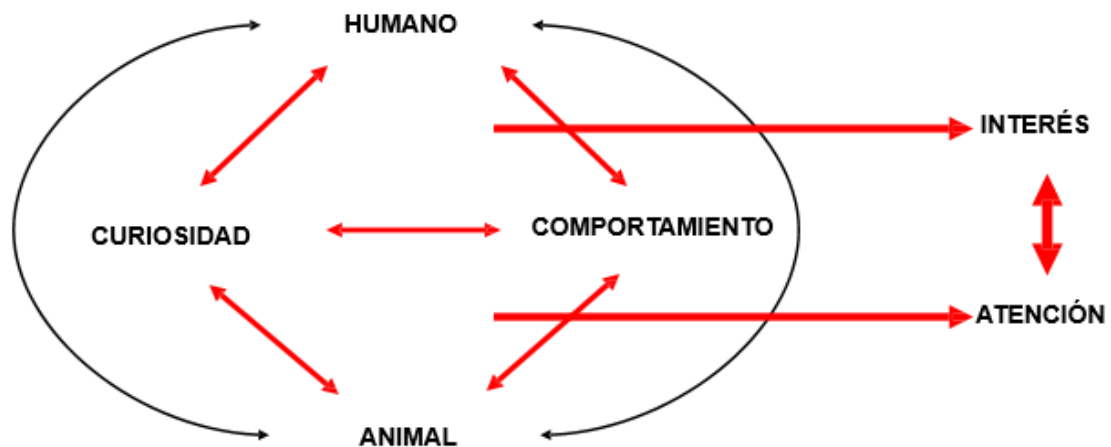 HUMANO
INTERÉS
CURIOSIDAD
COMPORTAMIENTO
ATENCIÓN
ANIMAL